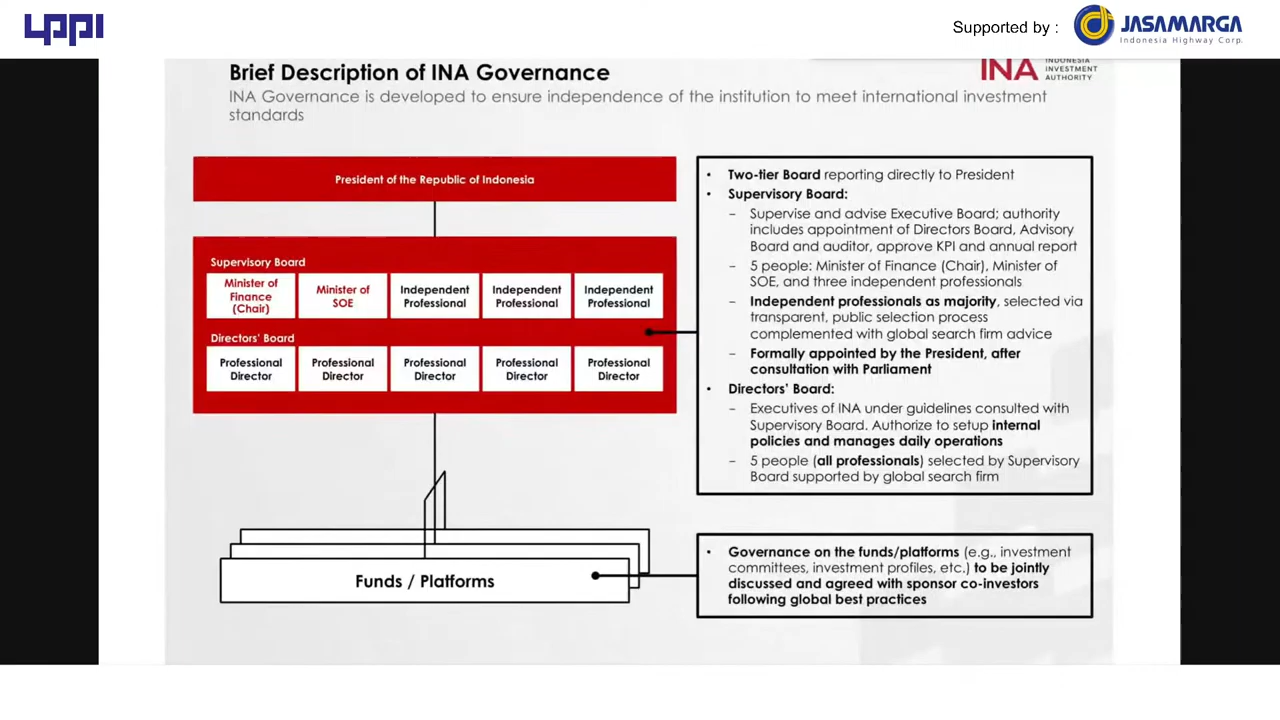 LPPI
Supported by :
JASAMARGA
Indonesia Highway Corp.
Brief Description of INA Governance
INA Governance is developed to ensure independence of the institution to meet international investment
standards
INA
INDONESIA
INVESTMENT
AUTHORITY
President of the Republic of Indonesia
Supervisory Board
Minister of
Finance
(Chair)
Minister of
SOE
Independent
Professional
Independent
Professional
Independent
Professional
Directors' Board
Professional
Director
Professional
Director
Professional
Director
Professional
Director
Professional
Director
Funds / Platforms
• Two-tier Board reporting directly to President
• Supervisory Board:
– Supervise and advise Executive Board; authority
includes appointment of Directors Board, Advisory
Board and auditor, approve KPI and annual report
– 5 people: Minister of Finance (Chair), Minister of
SOE, and three independent professionals
– Independent professionals as majority, selected via
transparent, public selection process
complemented with global search firm advice
– Formally appointed by the President, after
consultation with Parliament
• Directors' Board:
– Executives of INA under guidelines consulted with
Supervisory Board. Authorize to setup internal
policies and manages daily operations
– 5 people (all professionals) selected by Supervisory
Board supported by global search firm
• Governance on the funds/platforms (e.g., investment
committees, investment profiles, etc.) to be jointly
discussed and agreed with sponsor co-investors
following global best practices